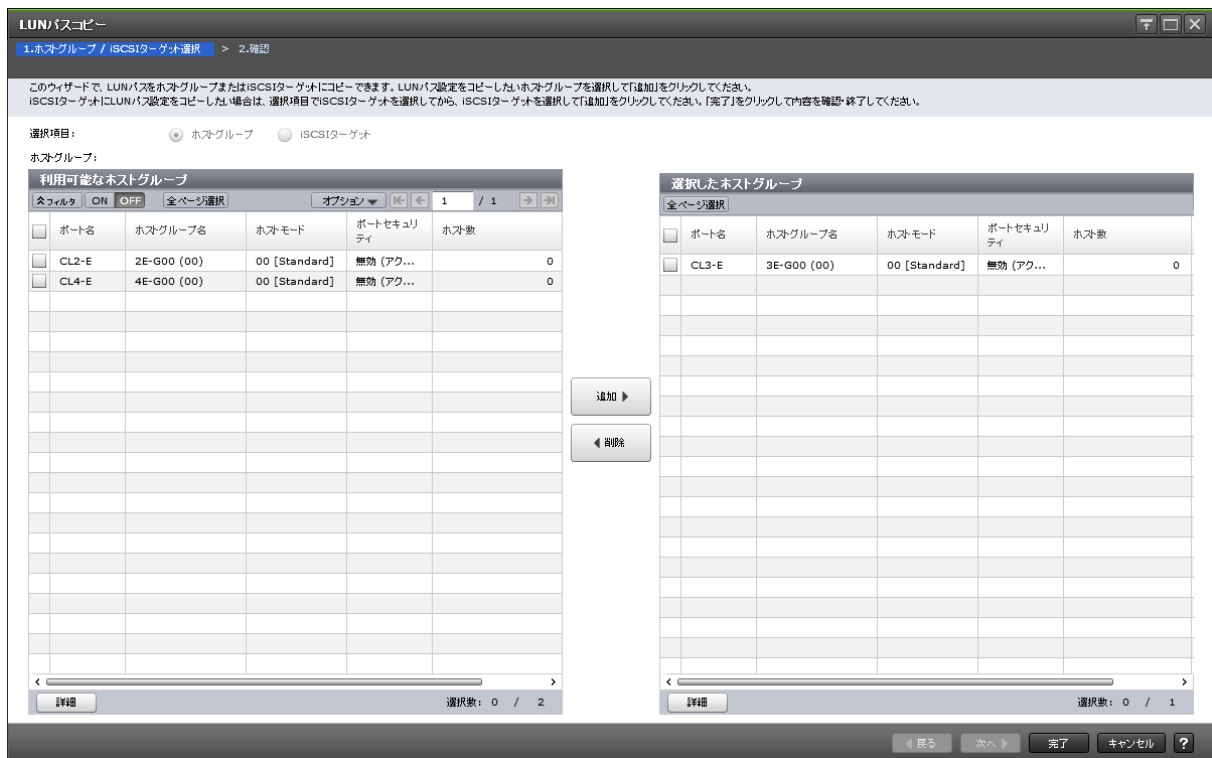 LUNパスコピー
1.ホストグループ / iSCSIターゲット選択 > 2.確認
このウィザードで、LUNパスをホストグループまたはiSCSIターゲットにコピーできます。LUNパス設定をコピーしたいホストグループを選択して「追加」をクリックしてください。
iSCSIターゲットにLUNパス設定をコピーしたい場合は、選択項目でiSCSIターゲットを選択してから、iSCSIターゲットを選択して「追加」をクリックしてください。「完了」をクリックして内容を確認・終了してください。
選択項目: ホストグループ iSCSIターゲット
ホストグループ:
利用可能なホストグループ
フィルタ ON OFF 全ページ選択 オプション 1 / 1
ポート名 ホストグループ名 ホストモード ポートセキュリティ ホスト数
CL2-E 2E-G00 (00) 00 [Standard] 無効 (アク... 0
CL4-E 4E-G00 (00) 00 [Standard] 無効 (アク... 0
詳細 選択数: 0 / 2
追加
削除
選択したホストグループ
全ページ選択
ポート名 ホストグループ名 ホストモード ポートセキュリティ ホスト数
CL3-E 3E-G00 (00) 00 [Standard] 無効 (アク... 0
詳細 選択数: 0 / 1
戻る 次へ 完了 キャンセル ?